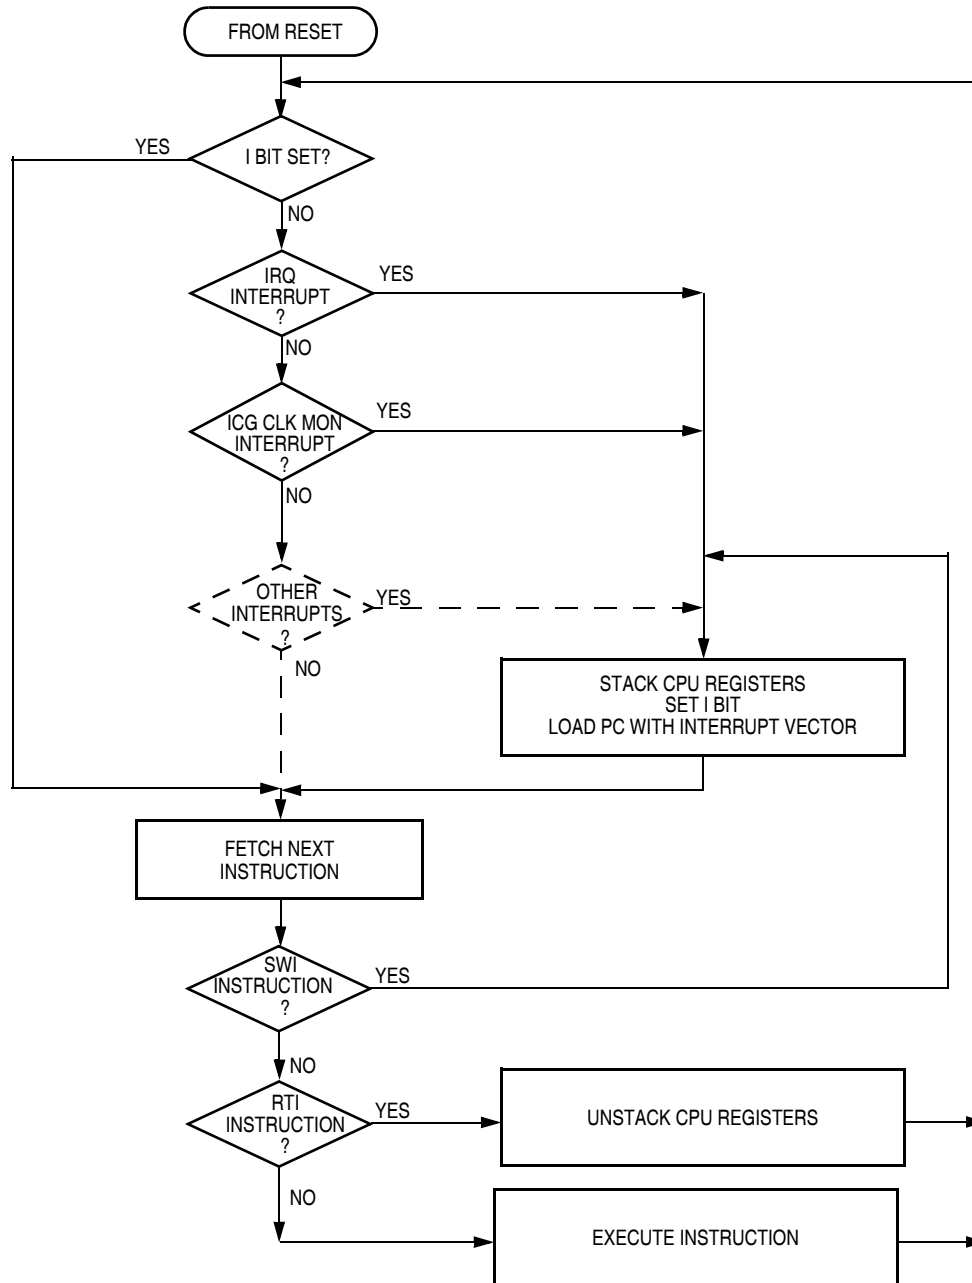 FROM RESET
YES
I BIT SET?
NO
IRQ
INTERRUPT
?
YES
NO
ICG CLK MON
INTERRUPT
?
YES
NO
OTHER
INTERRUPTS
?
YES
NO
STACK CPU REGISTERS
SET I BIT
LOAD PC WITH INTERRUPT VECTOR
FETCH NEXT
INSTRUCTION
SWI
INSTRUCTION
?
YES
NO
RTI
INSTRUCTION
?
YES
UNSTACK CPU REGISTERS
NO
EXECUTE INSTRUCTION